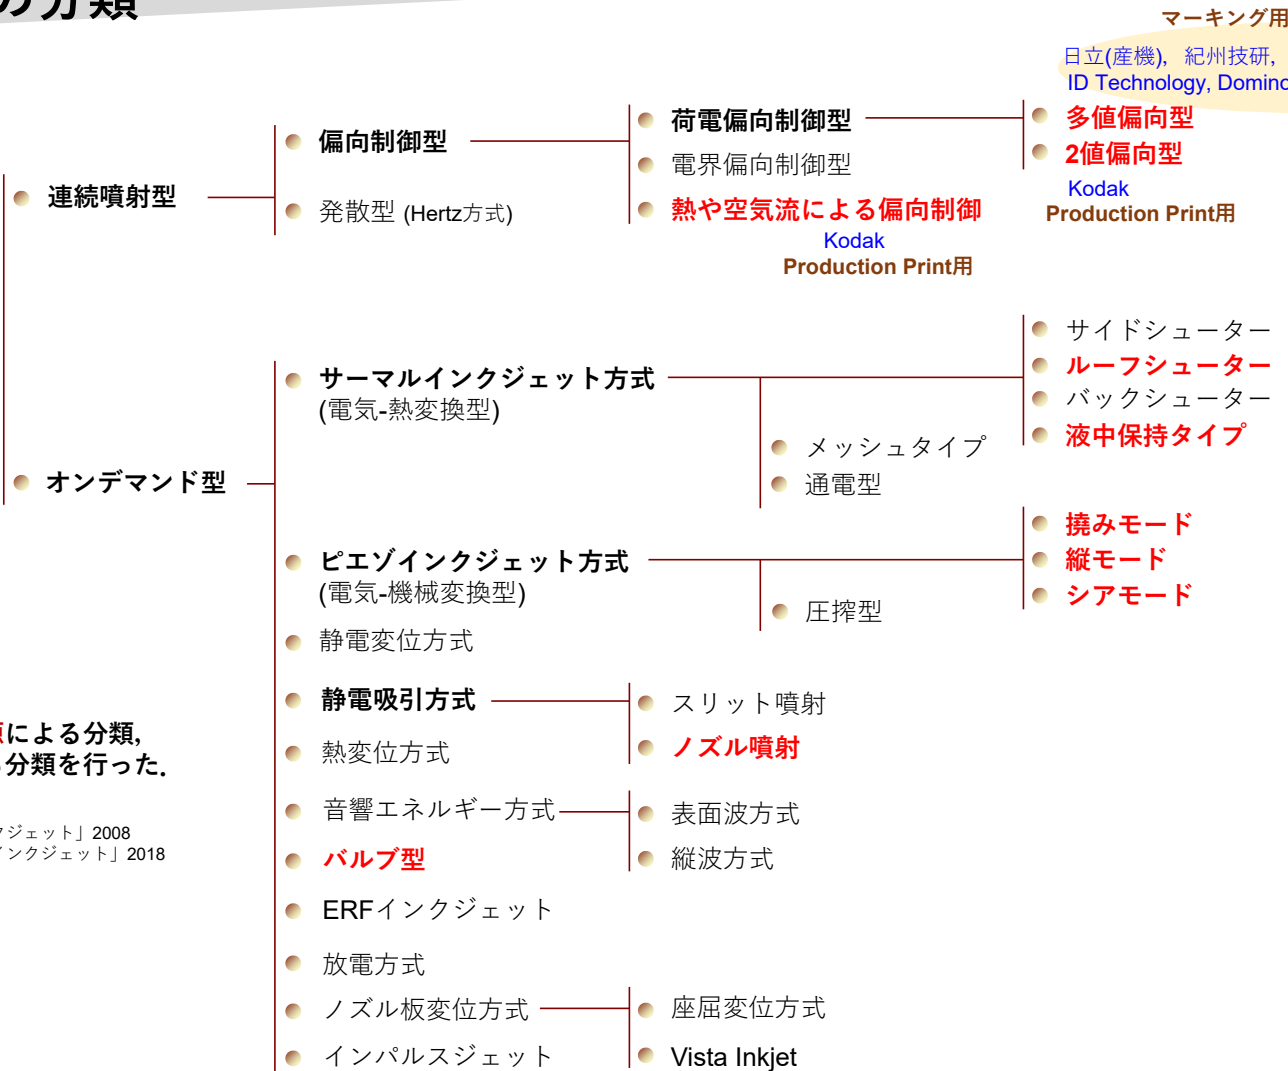 の分類
マーキング用
日立(産機), 紀州技研,
ID Technology, Domino
連続噴射型
偏向制御型
発散型 (Hertz方式)
荷電偏向制御型
電界偏向制御型
熱や空気流による偏向制御
Kodak
Production Print用
多値偏向型
2値偏向型
Kodak
Production Print用
オンデマンド型
サーマルインクジェット方式
(電気-熱変換型)
メッシュタイプ
通電型
サイドシューター
ルーフシューター
バックシューター
液中保持タイプ
ピエゾインクジェット方式
(電気-機械変換型)
圧搾型
撓みモード
縦モード
シアモード
静電変位方式
静電吸引方式
スリット噴射
ノズル噴射
熱変位方式
音響エネルギー方式
表面波方式
縦波方式
バルブ型
ERFインクジェット
放電方式
ノズル板変位方式
座屈変位方式
Vista Inkjet
インパルスジェット
による分類,
分類を行った.
クジェット」2008
インクジェット」2018